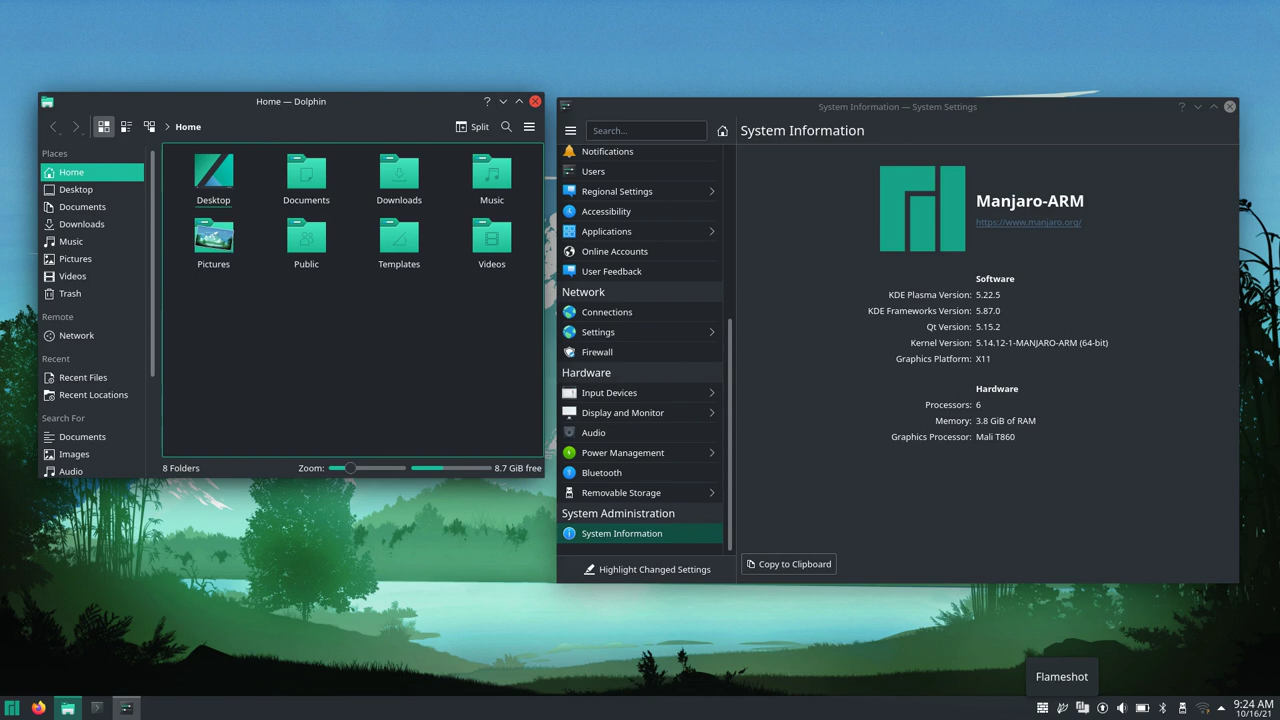 Home — Dolphin
Home
Split
Places
Home
Desktop
Documents
Downloads
Music
Pictures
Videos
Trash
Remote
Network
Recent
Recent Files
Recent Locations
Search For
Documents
Images
Audio
Desktop
Documents
Downloads
Music
Pictures
Public
Templates
Videos
8 Folders
Zoom:
8.7 GiB free
System Information — System Settings
Search...
System Information
Notifications
Users
Regional Settings
Accessibility
Applications
Online Accounts
User Feedback
Network
Connections
Settings
Firewall
Hardware
Input Devices
Display and Monitor
Audio
Power Management
Bluetooth
Removable Storage
System Administration
System Information
Highlight Changed Settings
Manjaro-ARM
https://www.manjaro.org/
Software
KDE Plasma Version: 5.22.5
KDE Frameworks Version: 5.87.0
Qt Version: 5.15.2
Kernel Version: 5.14.12-1-MANJARO-ARM (64-bit)
Graphics Platform: X11
Hardware
Processors: 6
Memory: 3.8 GiB of RAM
Graphics Processor: Mali T860
Copy to Clipboard
Flameshot
9:24 AM
10/16/21